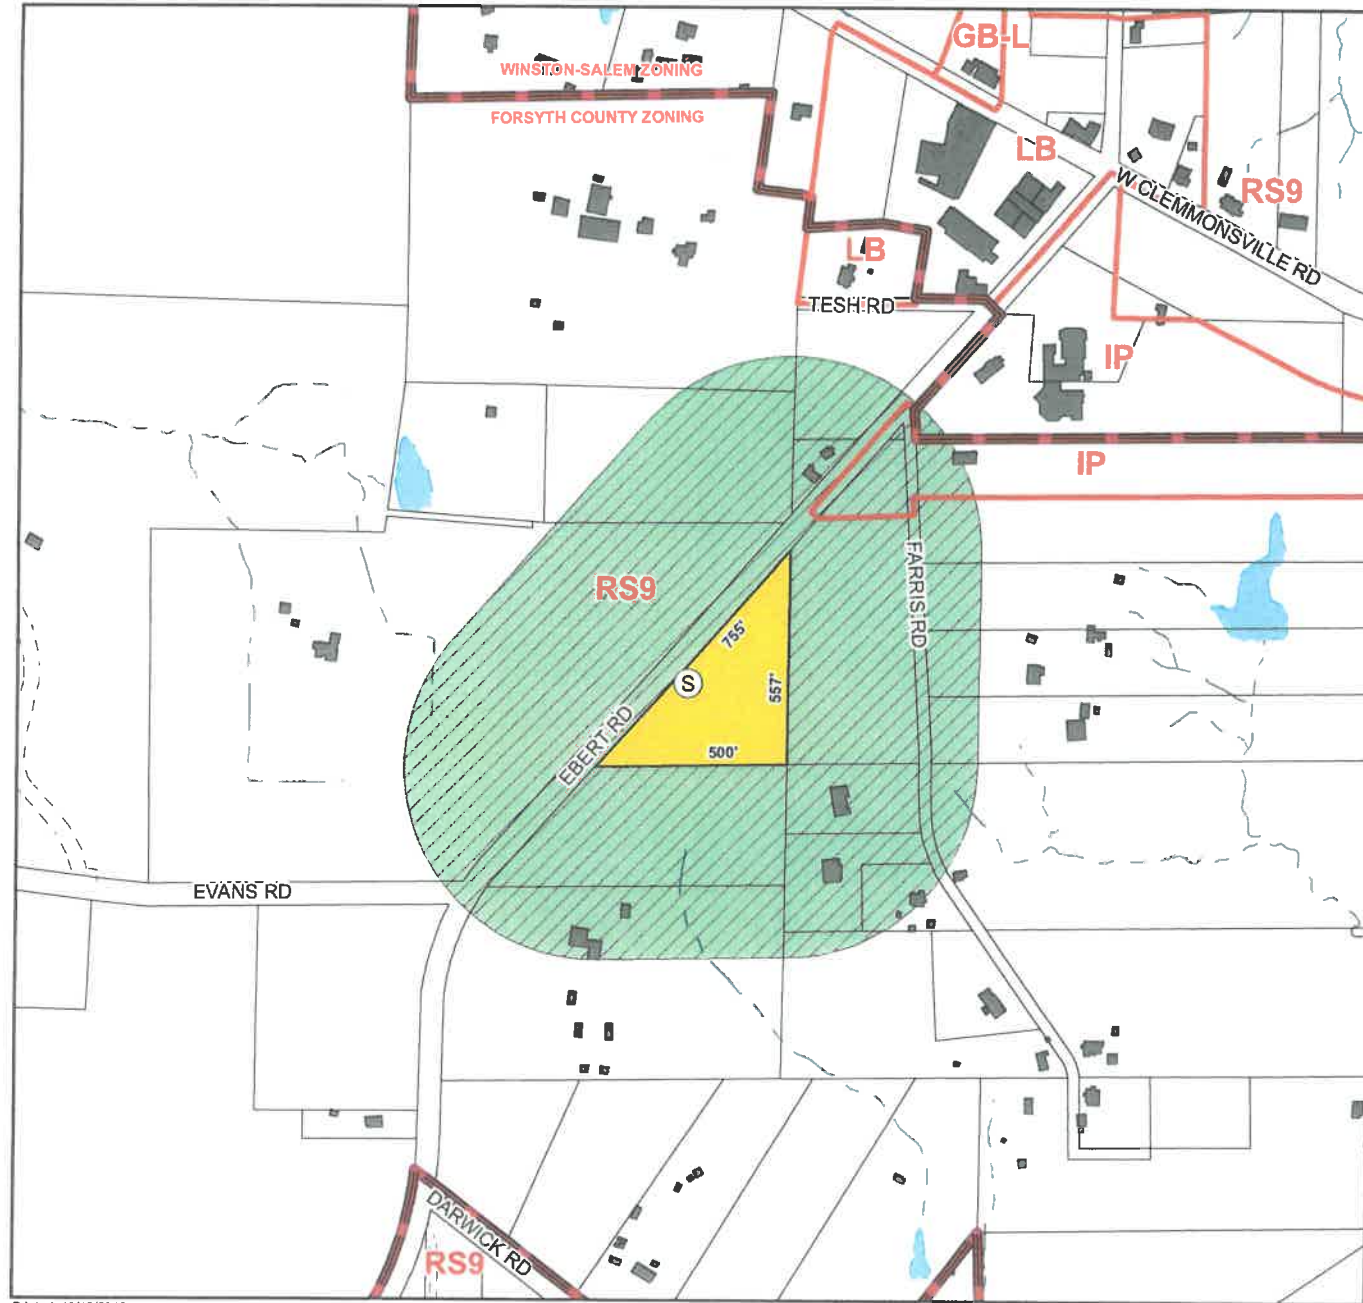 GB-L
WINSTON-SALEM ZONING
FORSYTH COUNTY ZONING
LB
W CLEMMONSVILLE RD
RS9
LB
TESH RD
IP
IP
RS9
FARRIS RD
755'
557'
S
500'
EBERT RD
EVANS RD
DARWICK RD
RS9